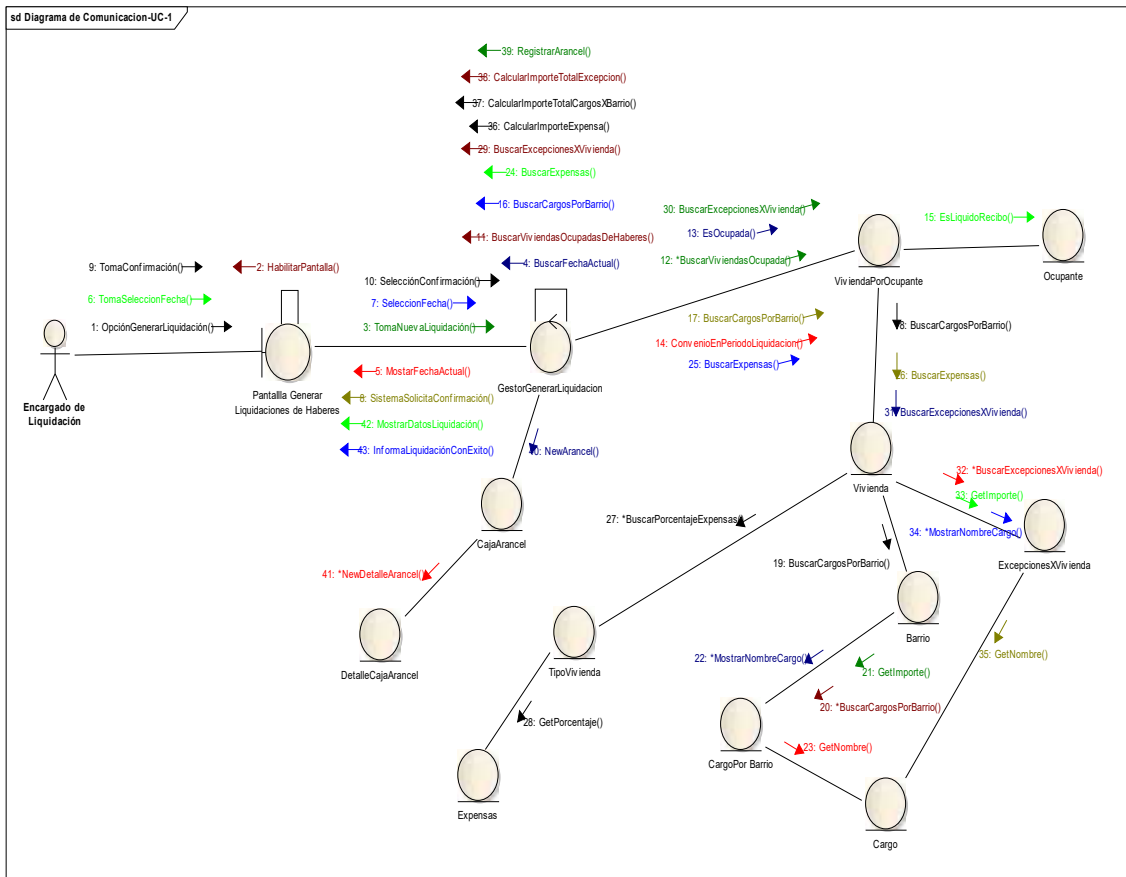 sd Diagrama de Comunicacion-UC-1
39: RegistrarArancel()
38: CalcularImporteTotalExcepcion()
37: CalcularImporteTotalCargosXBarrio()
36: CalcularImporteExpensa()
29: BuscarExcepcionesXVivienda()
24: BuscarExpensas()
16: BuscarCargosPorBarrio()
11: BuscarViviendasOcupadasDeHaberes()
4: BuscarFechaActual()
9: TomaConfirmación()
2: HabilitarPantalla()
10: SelecciónConfirmación()
6: TomaSeleccionFecha()
7: SeleccionFecha()
1: OpciónGenerarLiquidación()
3: TomaNuevaLiquidación()
30: BuscarExcepcionesXVivienda()
13: EsOcupada()
12: *BuscarViviendasOcupada()
15: EsLiquidoRecibo()
ViviendaPorOcupante
Ocupante
17: BuscarCargosPorBarrio()
14: ConvenioEnPeriodoLiquidacion()
25: BuscarExpensas()
18: BuscarCargosPorBarrio()
26: BuscarExpensas()
31: BuscarExcepcionesXVivienda()
Encargado de
Liquidación
Pantallla Generar
Liquidaciones de Haberes
GestorGenerarLiquidacion
5: MostarFechaActual()
8: SistemaSolicitaConfirmación()
42: MostrarDatosLiquidación()
43: InformaLiquidaciónConExito()
40: NewArancel()
CajaArancel
41: *NewDetalleArancel()
DetalleCajaArancel
Vivienda
32: *BuscarExcepcionesXVivienda()
33: GetImporte()
34: *MostrarNombreCargo()
ExcepcionesXVivienda
27: *BuscarPorcentajeExpensas()
19: BuscarCargosPorBarrio()
Barrio
TipoVivienda
22: *MostrarNombreCargo()
21: GetImporte()
20: *BuscarCargosPorBarrio()
35: GetNombre()
28: GetPorcentaje()
23: GetNombre()
CargoPor Barrio
Expensas
Cargo